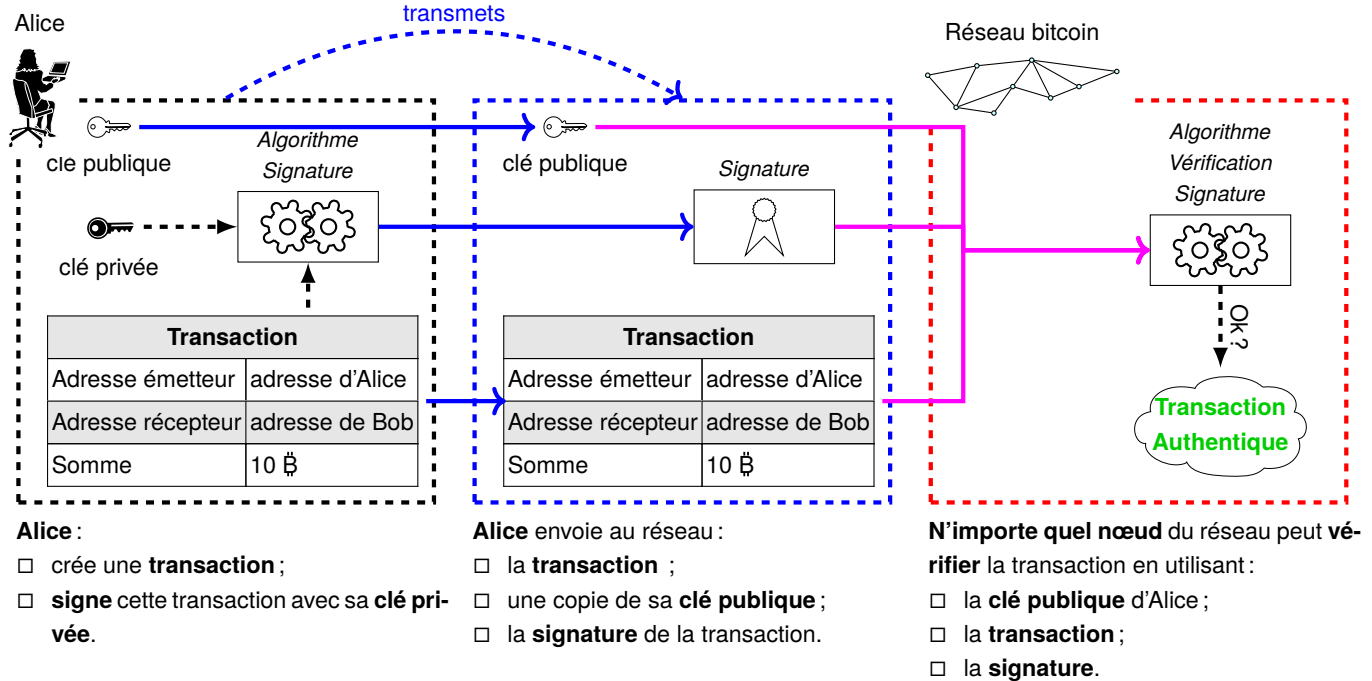 Alice
transmets
Réseau bitcoin
clé publique
Algorithme
Signature
clé privée
Transaction
Adresse émetteur adresse d'Alice
Adresse récepteur adresse de Bob
Somme 10 ₿
clé publique
Signature
Transaction
Adresse émetteur adresse d'Alice
Adresse récepteur adresse de Bob
Somme 10 ₿
Algorithme
Vérification
Signature
Ok ?
Transaction
Authentique
Alice :
□ crée une transaction ;
□ signe cette transaction avec sa clé pri-
vée.
Alice envoie au réseau :
□ la transaction ;
□ une copie de sa clé publique ;
□ la signature de la transaction.
N'importe quel nœud du réseau peut vé-
rifier la transaction en utilisant :
□ la clé publique d'Alice ;
□ la transaction ;
□ la signature.